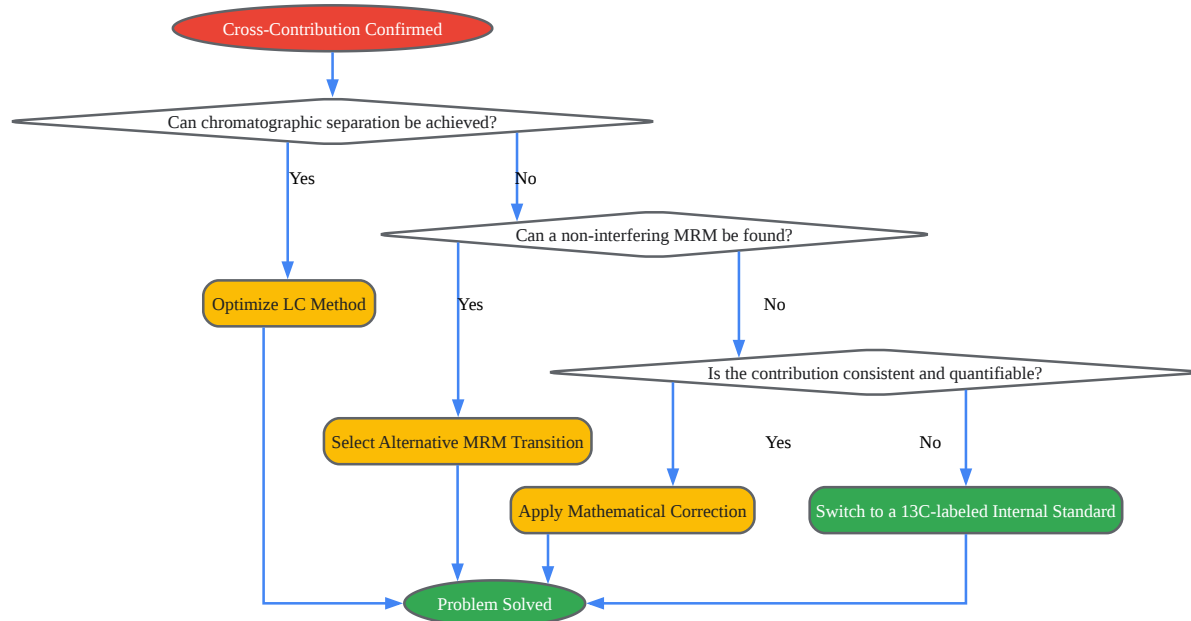 Cross-Contribution Confirmed
Can chromatographic separation be achieved?
Yes
No
Can a non-interfering MRM be found?
Optimize LC Method
Yes
No
Is the contribution consistent and quantifiable?
Select Alternative MRM Transition
Yes
No
Apply Mathematical Correction
Switch to a 13C-labeled Internal Standard
Problem Solved